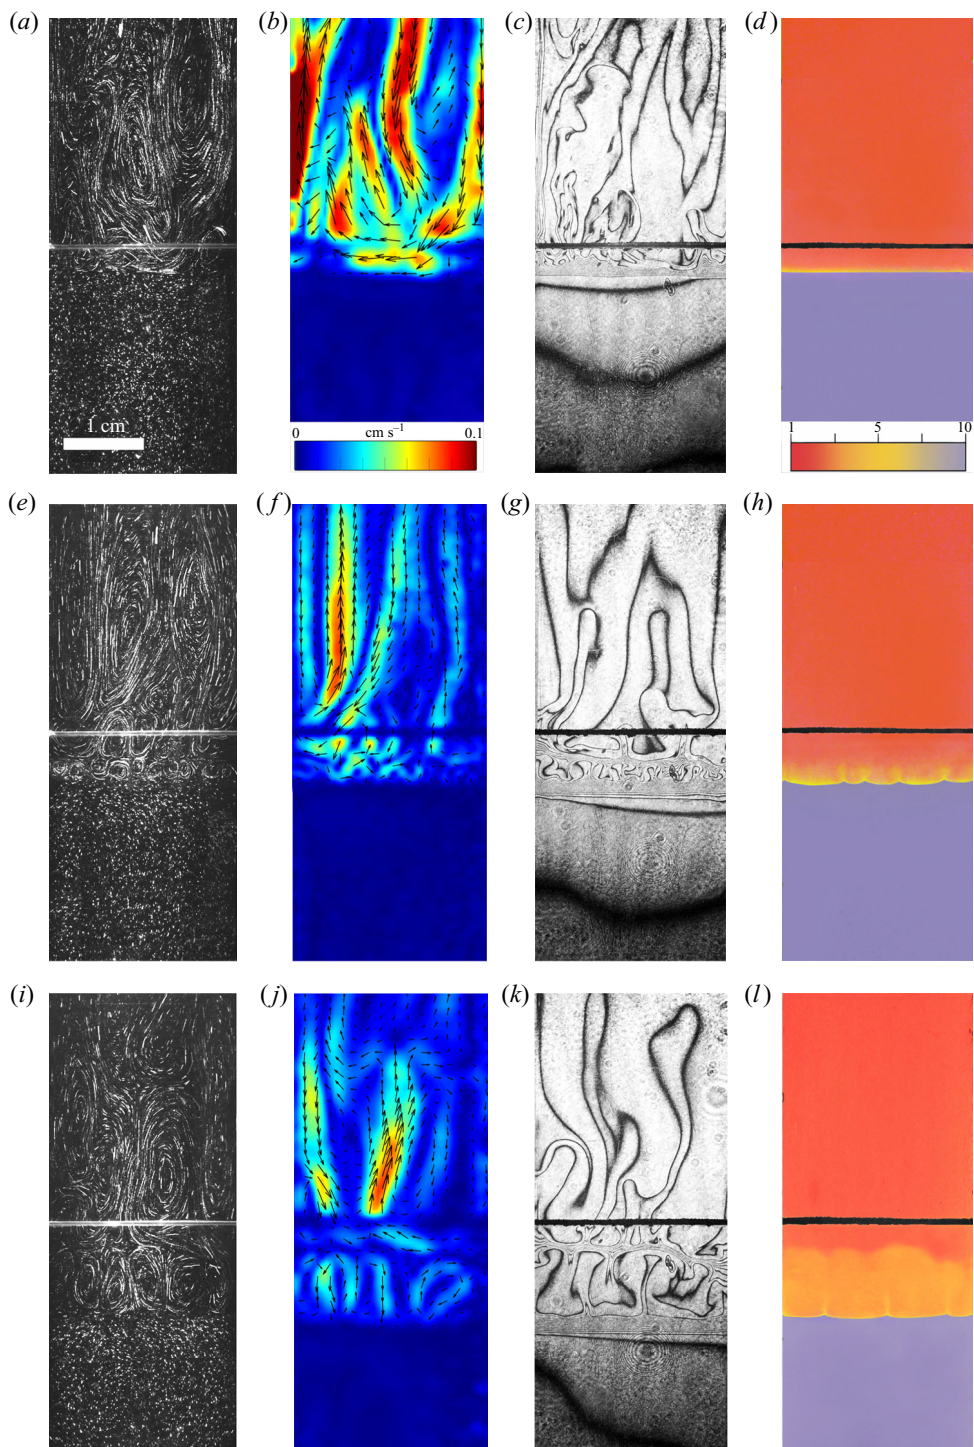 (a) (b) (c) (d)
1 cm
0 cm s⁻¹ 0.1
1 5 10
(e) (f) (g) (h)
(i) (j) (k) (l)